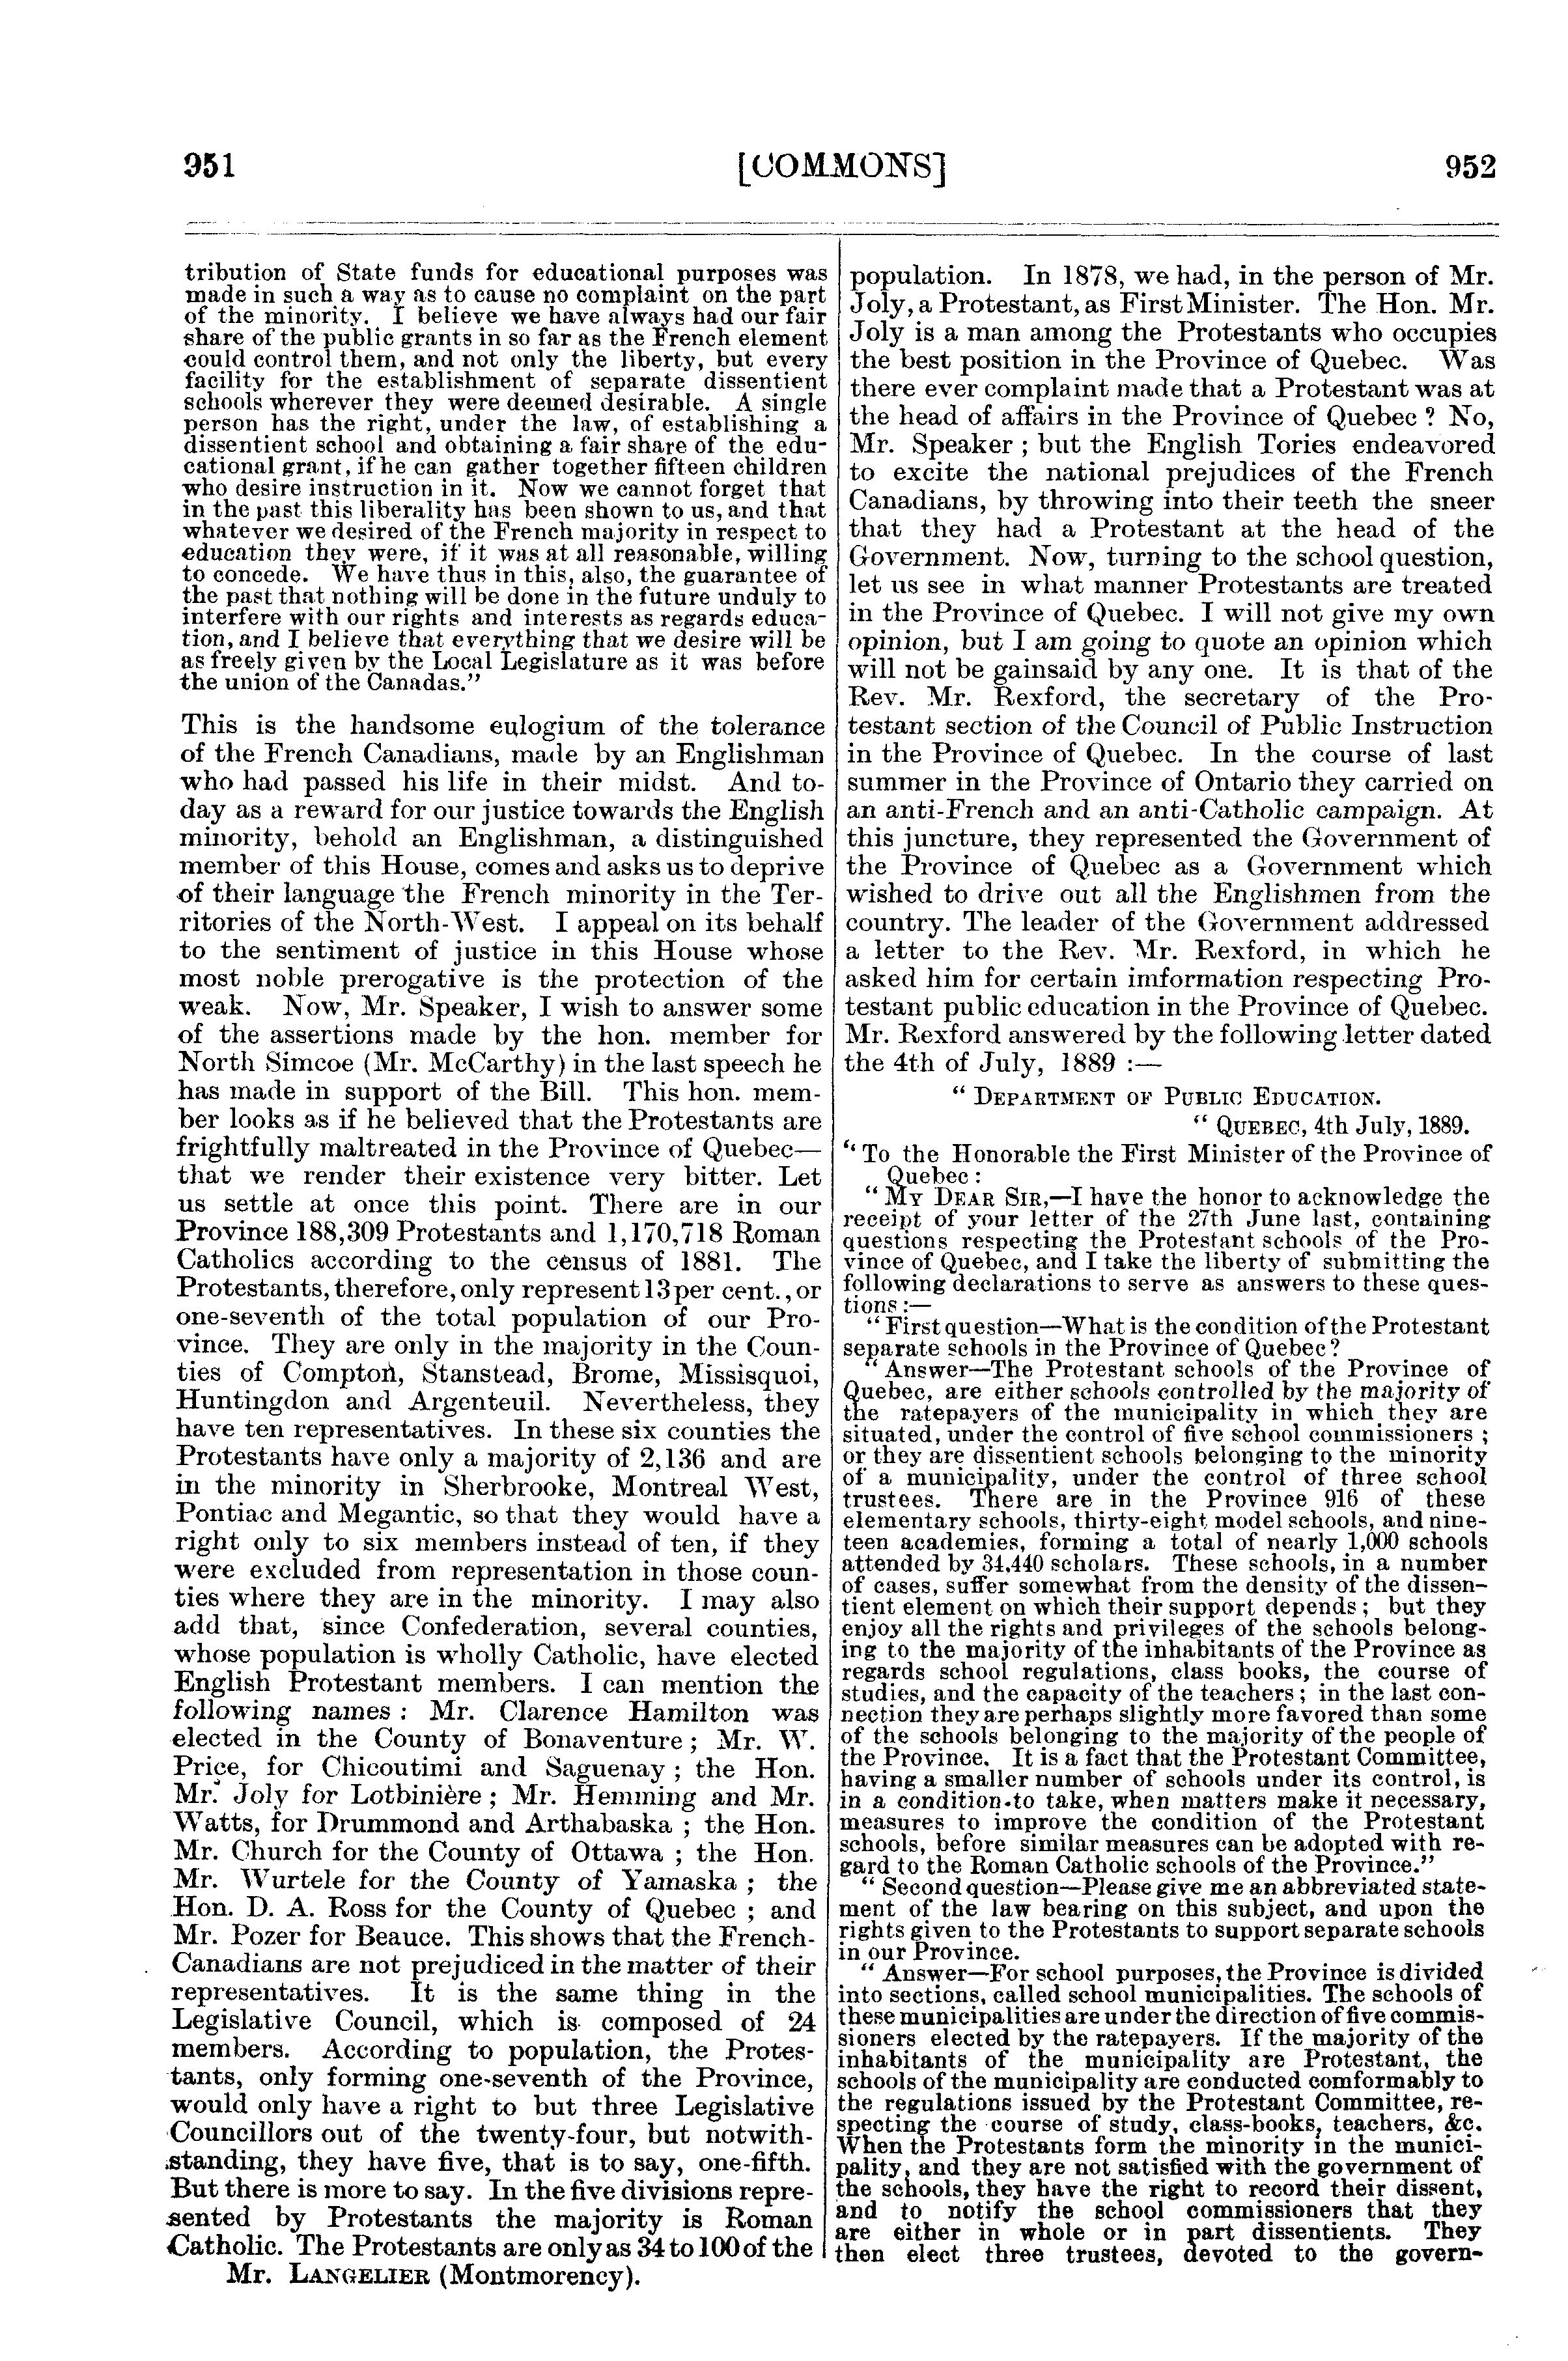 951
[COMMONS]
952
tribution of State funds for educational purposes was
made in such a way as to cause no complaint on the part
of the minority. I believe we have always had our fair
share of the public grants in so far as the French element
could control them, and not only the liberty, but every
facility for the establishment of separate dissentient
schools wherever they were deemed desirable. A single
person has the right, under the law, of establishing a
dissentient school and obtaining a fair share of the edu-
cational grant, if he can gather together fifteen children
who desire instruction in it. Now we cannot forget that
in the past this liberality has been shown to us, and that
whatever we desired of the French majority in respect to
education they were, if it was at all reasonable, willing
to concede. We have thus in this, also, the guarantee of
the past that nothing will be done in the future unduly to
interfere with our rights and interests as regards educa-
tion, and I believe that everything that we desire will be
as freely given by the Local Legislature as it was before
the union of the Canadas."
This is the handsome eulogium of the tolerance
of the French Canadians, made by an Englishman
who had passed his life in their midst. And to-
day as a reward for our justice towards the English
minority, behold an Englishman, a distinguished
member of this House, comes and asks us to deprive
of their language the French minority in the Ter-
ritories of the North-West. I appeal on its behalf
to the sentiment of justice in this House whose
most noble prerogative is the protection of the
weak. Now, Mr. Speaker, I wish to answer some
of the assertions made by the hon. member for
North Simcoe (Mr. McCarthy) in the last speech he
has made in support of the Bill. This hon. mem-
ber looks as if he believed that the Protestants are
frightfully maltreated in the Province of Quebec—
that we render their existence very bitter. Let
us settle at once this point. There are in our
Province 188,309 Protestants and 1,170,718 Roman
Catholics according to the census of 1881. The
Protestants, therefore, only represent 13 per cent., or
one-seventh of the total population of our Pro-
vince. They are only in the majority in the Coun-
ties of Compton, Stanstead, Brome, Missisquoi,
Huntingdon and Argenteuil. Nevertheless, they
have ten representatives. In these six counties the
Protestants have only a majority of 2,136 and are
in the minority in Sherbrooke, Montreal West,
Pontiac and Megantic, so that they would have a
right only to six members instead of ten, if they
were excluded from representation in those coun-
ties where they are in the minority. I may also
add that, since Confederation, several counties,
whose population is wholly Catholic, have elected
English Protestant members. I can mention the
following names : Mr. Clarence Hamilton was
elected in the County of Bonaventure ; Mr. W.
Price, for Chicoutimi and Saguenay ; the Hon.
Mr. Joly for Lotbinière ; Mr. Hemming and Mr.
Watts, for Drummond and Arthabaska ; the Hon.
Mr. Church for the County of Ottawa ; the Hon.
Mr. Wurtele for the County of Yamaska ; the
Hon. D. A. Ross for the County of Quebec ; and
Mr. Pozer for Beauce. This shows that the French-
Canadians are not prejudiced in the matter of their
representatives. It is the same thing in the
Legislative Council, which is composed of 24
members. According to population, the Protes-
tants, only forming one-seventh of the Province,
would only have a right to but three Legislative
Councillors out of the twenty-four, but notwith-
standing, they have five, that is to say, one-fifth.
But there is more to say. In the five divisions repre-
sented by Protestants the majority is Roman
Catholic. The Protestants are only as 34 to 100 of the
Mr. LANGELIER (Montmorency).
population. In 1878, we had, in the person of Mr.
Joly, a Protestant, as First Minister. The Hon. Mr.
Joly is a man among the Protestants who occupies
the best position in the Province of Quebec. Was
there ever complaint made that a Protestant was at
the head of affairs in the Province of Quebec ? No,
Mr. Speaker ; but the English Tories endeavored
to excite the national prejudices of the French
Canadians, by throwing into their teeth the sneer
that they had a Protestant at the head of the
Government. Now, turning to the school question,
let us see in what manner Protestants are treated
in the Province of Quebec. I will not give my own
opinion, but I am going to quote an opinion which
will not be gainsaid by any one. It is that of the
Rev. Mr. Rexford, the secretary of the Pro-
testant section of the Council of Public Instruction
in the Province of Quebec. In the course of last
summer in the Province of Ontario they carried on
an anti-French and an anti-Catholic campaign. At
this juncture, they represented the Government of
the Province of Quebec as a Government which
wished to drive out all the Englishmen from the
country. The leader of the Government addressed
a letter to the Rev. Mr. Rexford, in which he
asked him for certain imformation respecting Pro-
testant public education in the Province of Quebec.
Mr. Rexford answered by the following letter dated
the 4th of July, 1889 :—
" DEPARTMENT OF PUBLIC EDUCATION.
" QUEBEC, 4th July, 1889.
" To the Honorable the First Minister of the Province of
Quebec :
" MY DEAR SIR,—I have the honor to acknowledge the
receipt of your letter of the 27th June last, containing
questions respecting the Protestant schools of the Pro-
vince of Quebec, and I take the liberty of submitting the
following declarations to serve as answers to these ques-
tions :—
" First question—What is the condition of the Protestant
separate schools in the Province of Quebec ?
" Answer—The Protestant schools of the Province of
Quebec, are either schools controlled by the majority of
the ratepayers of the municipality in which they are
situated, under the control of five school commissioners ;
or they are dissentient schools belonging to the minority
of a municipality, under the control of three school
trustees. There are in the Province 916 of these
elementary schools, thirty-eight model schools, and nine-
teen academies, forming a total of nearly 1,000 schools
attended by 34,440 scholars. These schools, in a number
of cases, suffer somewhat from the density of the dissen-
tient element on which their support depends ; but they
enjoy all the rights and privileges of the schools belong-
ing to the majority of the inhabitants of the Province as
regards school regulations, class books, the course of
studies, and the capacity of the teachers ; in the last con-
nection they are perhaps slightly more favored than some
of the schools belonging to the majority of the people of
the Province. It is a fact that the Protestant Committee,
having a smaller number of schools under its control, is
in a condition to take, when matters make it necessary,
measures to improve the condition of the Protestant
schools, before similar measures can be adopted with re-
gard to the Roman Catholic schools of the Province."
" Second question—Please give me an abbreviated state-
ment of the law bearing on this subject, and upon the
rights given to the Protestants to support separate schools
in our Province.
" Answer—For school purposes, the Province is divided
into sections, called school municipalities. The schools of
these municipalities are under the direction of five commis-
sioners elected by the ratepayers. If the majority of the
inhabitants of the municipality are Protestant, the
schools of the municipality are conducted comformably to
the regulations issued by the Protestant Committee, re-
specting the course of study, class-books, teachers, &c.
When the Protestants form the minority in the munici-
pality, and they are not satisfied with the government of
the schools, they have the right to record their dissent,
and to notify the school commissioners that they
are either in whole or in part dissentients. They
then elect three trustees, devoted to the govern-